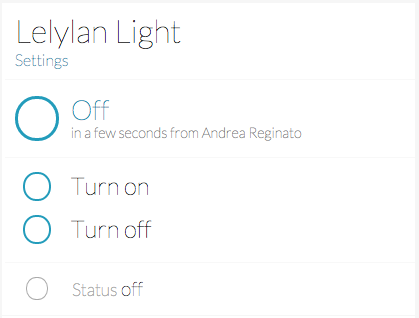 Lelylan Light
Settings
Off
in a few seconds from Andrea Reginato
Turn on
Turn off
Status off